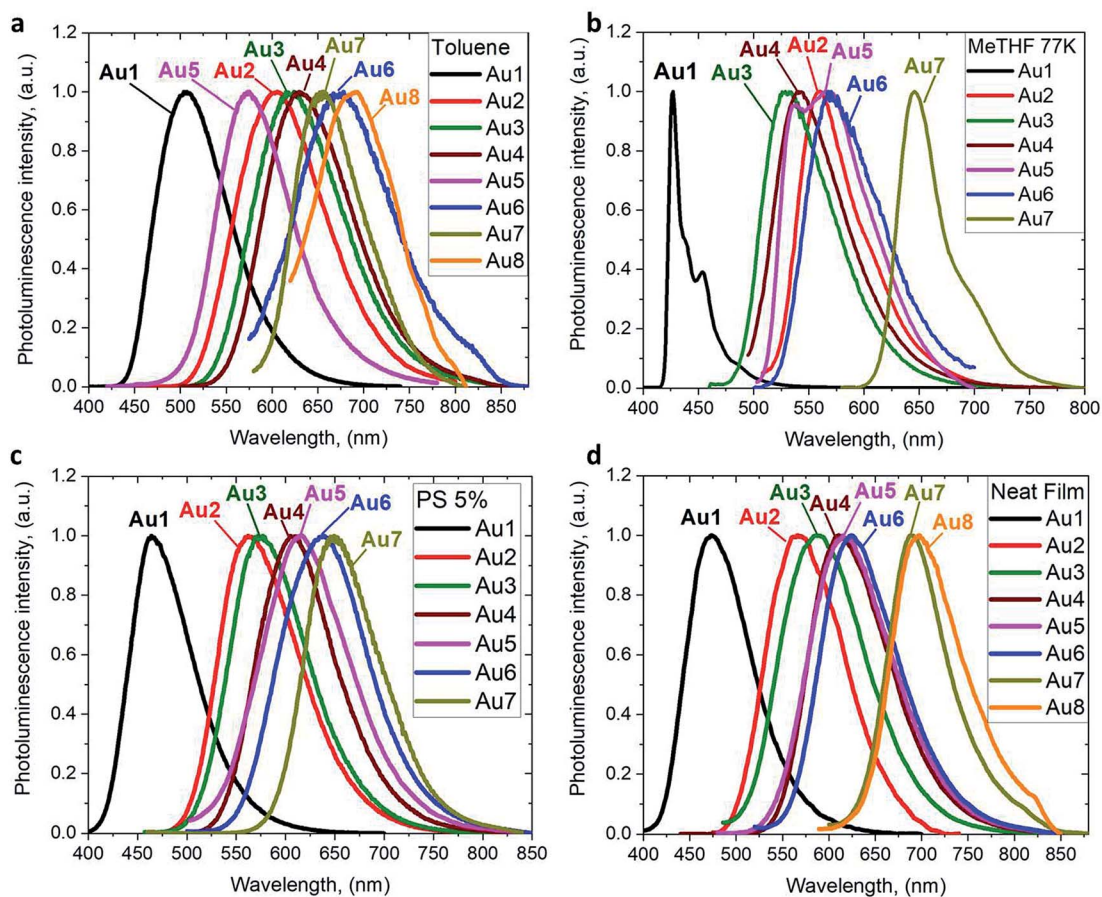 a
Photoluminescence intensity, (a.u.)
1.2
1.0
0.8
0.6
0.4
0.2
0.0
Au1
Au5
Au2
Au3
Au4
Au7
Au6
Au8
Toluene
Au1
Au2
Au3
Au4
Au5
Au6
Au7
Au8
400 450 500 550 600 650 700 750 800 850
Wavelength, (nm)
b
Photoluminescence intensity, (a.u.)
1.2
1.0
0.8
0.6
0.4
0.2
0.0
Au1
Au3
Au4
Au2
Au5
Au6
Au7
MeTHF 77K
Au1
Au2
Au3
Au4
Au5
Au6
Au7
400 450 500 550 600 650 700 750 800
Wavelength, (nm)
c
Photoluminescence intensity, (a.u.)
1.2
1.0
0.8
0.6
0.4
0.2
0.0
Au1
Au2
Au3
Au4
Au5
Au6
Au7
PS 5%
Au1
Au2
Au3
Au4
Au5
Au6
Au7
400 450 500 550 600 650 700 750 800 850
Wavelength, (nm)
d
Photoluminescence intensity, (a.u.)
1.2
1.0
0.8
0.6
0.4
0.2
0.0
Au1
Au2
Au3
Au4
Au5
Au6
Au7
Au8
Neat Film
Au1
Au2
Au3
Au4
Au5
Au6
Au7
Au8
400 450 500 550 600 650 700 750 800 850
Wavelength, (nm)